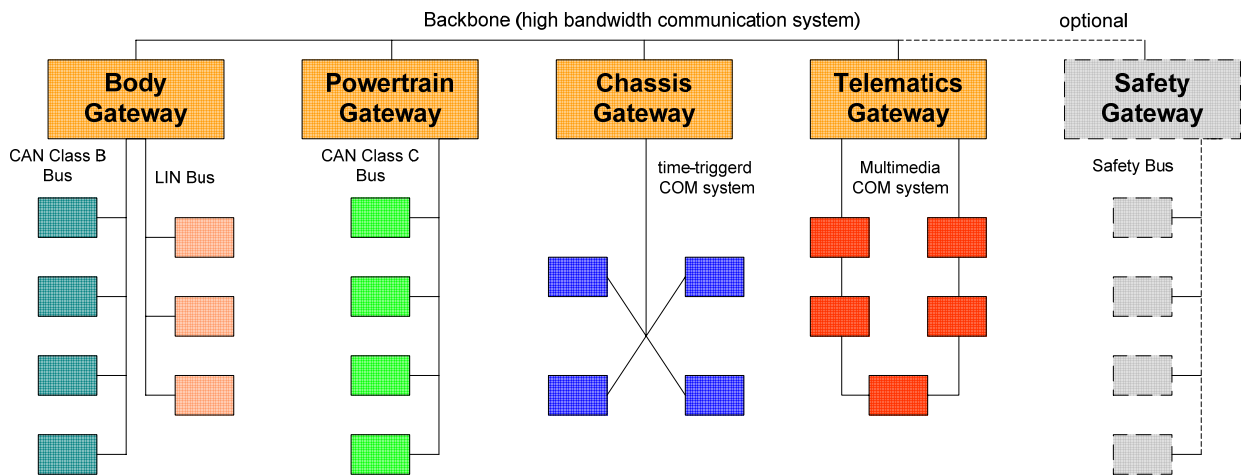 Backbone (high bandwidth communication system)
optional
Body
Gateway
Powertrain
Gateway
Chassis
Gateway
Telematics
Gateway
Safety
Gateway
CAN Class B
Bus
LIN Bus
CAN Class C
Bus
time-triggerd
COM system
Multimedia
COM system
Safety Bus